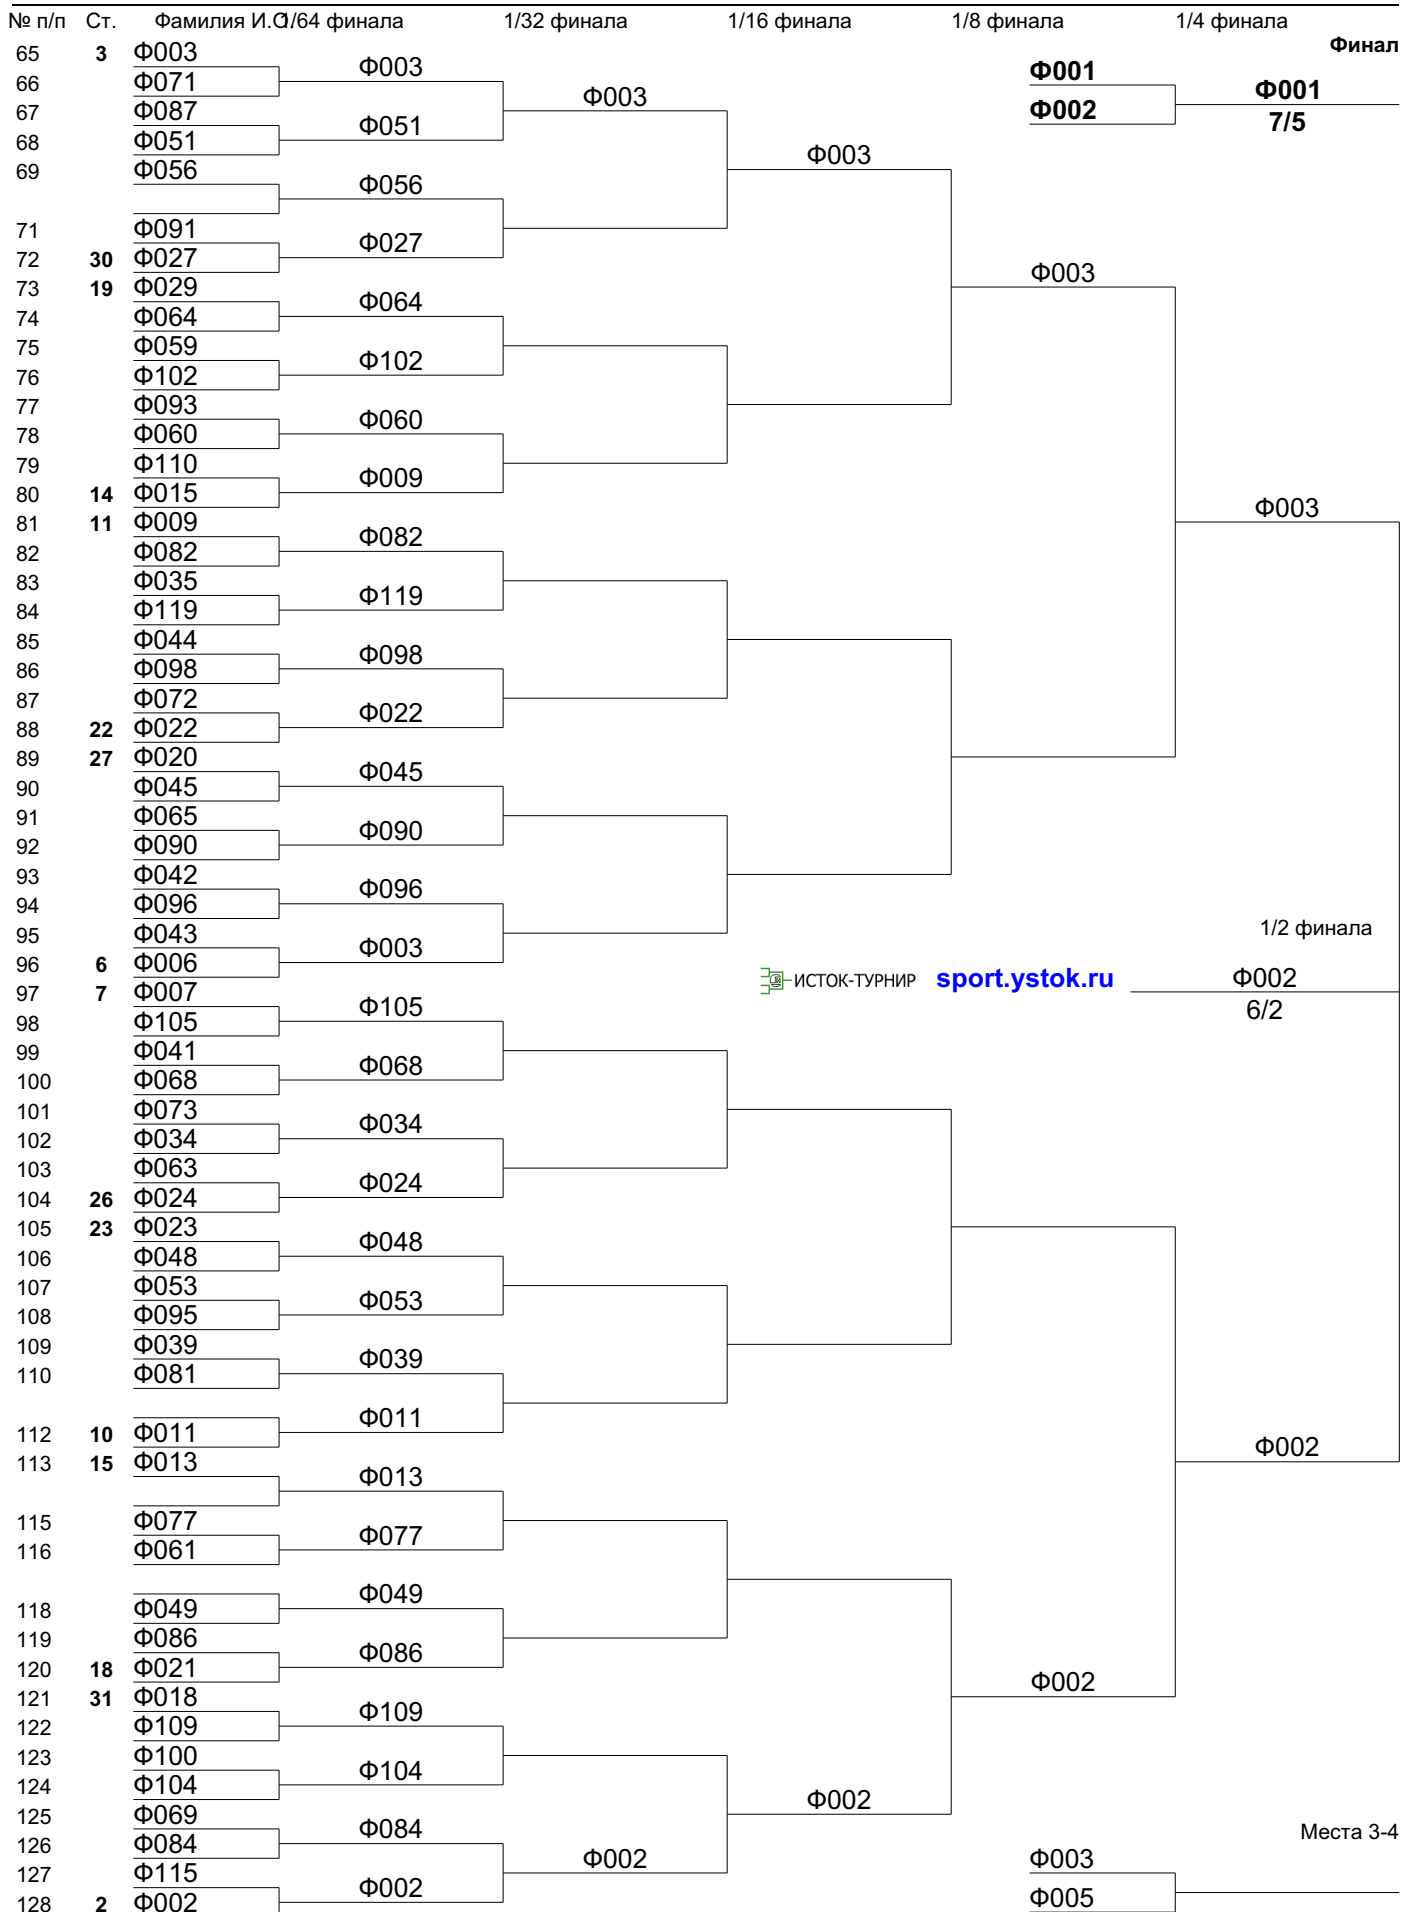 № п/п Ст. Фамилия И.О 1/64 финала 1/32 финала 1/16 финала 1/8 финала 1/4 финала
Финал
65 3 Ф003
Ф003
Ф001
66 Ф071
Ф003
Ф001
67 Ф087
Ф002
7/5
Ф051
68 Ф051
Ф003
69 Ф056
Ф056
71 Ф091
Ф027
72 30 Ф027
Ф003
73 19 Ф029
Ф064
74 Ф064
75 Ф059
Ф102
76 Ф102
77 Ф093
Ф060
78 Ф060
79 Ф110
Ф009
80 14 Ф015
Ф003
81 11 Ф009
Ф082
82 Ф082
83 Ф035
Ф119
84 Ф119
85 Ф044
Ф098
86 Ф098
87 Ф072
Ф022
88 22 Ф022
89 27 Ф020
Ф045
90 Ф045
91 Ф065
Ф090
92 Ф090
93 Ф042
Ф096
94 Ф096
95 Ф043
1/2 финала
Ф003
96 6 Ф006
ИСТОК-ТУРНИР sport.ystok.ru Ф002
97 7 Ф007
Ф105
6/2
98 Ф105
99 Ф041
Ф068
100 Ф068
101 Ф073
Ф034
102 Ф034
103 Ф063
Ф024
104 26 Ф024
105 23 Ф023
Ф048
106 Ф048
107 Ф053
Ф053
108 Ф095
109 Ф039
Ф039
110 Ф081
Ф011
112 10 Ф011
Ф002
113 15 Ф013
Ф013
115 Ф077
Ф077
116 Ф061
Ф049
118 Ф049
119 Ф086
Ф086
120 18 Ф021
Ф002
121 31 Ф018
Ф109
122 Ф109
123 Ф100
Ф104
124 Ф104
Ф002
125 Ф069
Ф084
Места 3-4
126 Ф084
Ф002
Ф003
127 Ф115
Ф002
Ф005
128 2 Ф002